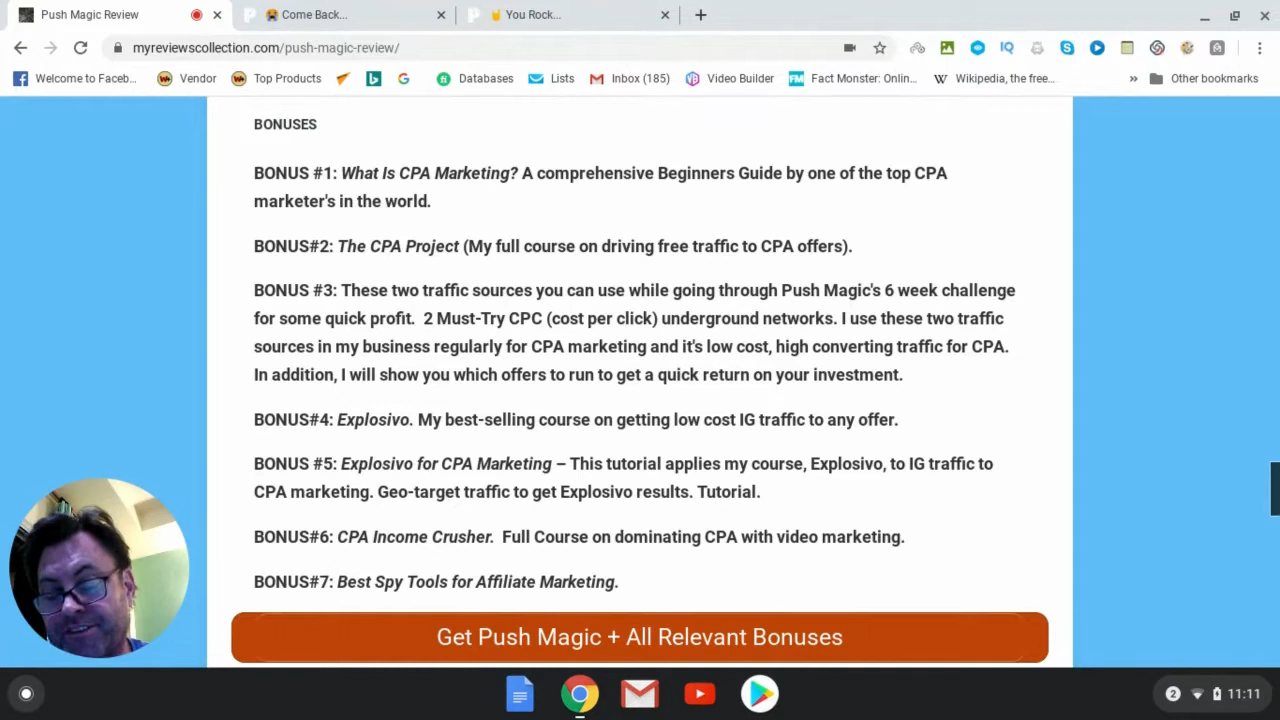 Push Magic Review
😭 Come Back...
🤘 You Rock...
myreviewscollection.com/push-magic-review/
Welcome to Faceb...
Vendor
Top Products
Databases
Lists
Inbox (185)
Video Builder
Fact Monster: Onlin...
Wikipedia, the free...
Other bookmarks
BONUSES
BONUS #1: What Is CPA Marketing? A comprehensive Beginners Guide by one of the top CPA
marketer's in the world.
BONUS#2: The CPA Project (My full course on driving free traffic to CPA offers).
BONUS #3: These two traffic sources you can use while going through Push Magic's 6 week challenge
for some quick profit. 2 Must-Try CPC (cost per click) underground networks. I use these two traffic
sources in my business regularly for CPA marketing and it's low cost, high converting traffic for CPA.
In addition, I will show you which offers to run to get a quick return on your investment.
BONUS#4: Explosivo. My best-selling course on getting low cost IG traffic to any offer.
BONUS #5: Explosivo for CPA Marketing – This tutorial applies my course, Explosivo, to IG traffic to
CPA marketing. Geo-target traffic to get Explosivo results. Tutorial.
BONUS#6: CPA Income Crusher. Full Course on dominating CPA with video marketing.
BONUS#7: Best Spy Tools for Affiliate Marketing.
Get Push Magic + All Relevant Bonuses
2
11:11